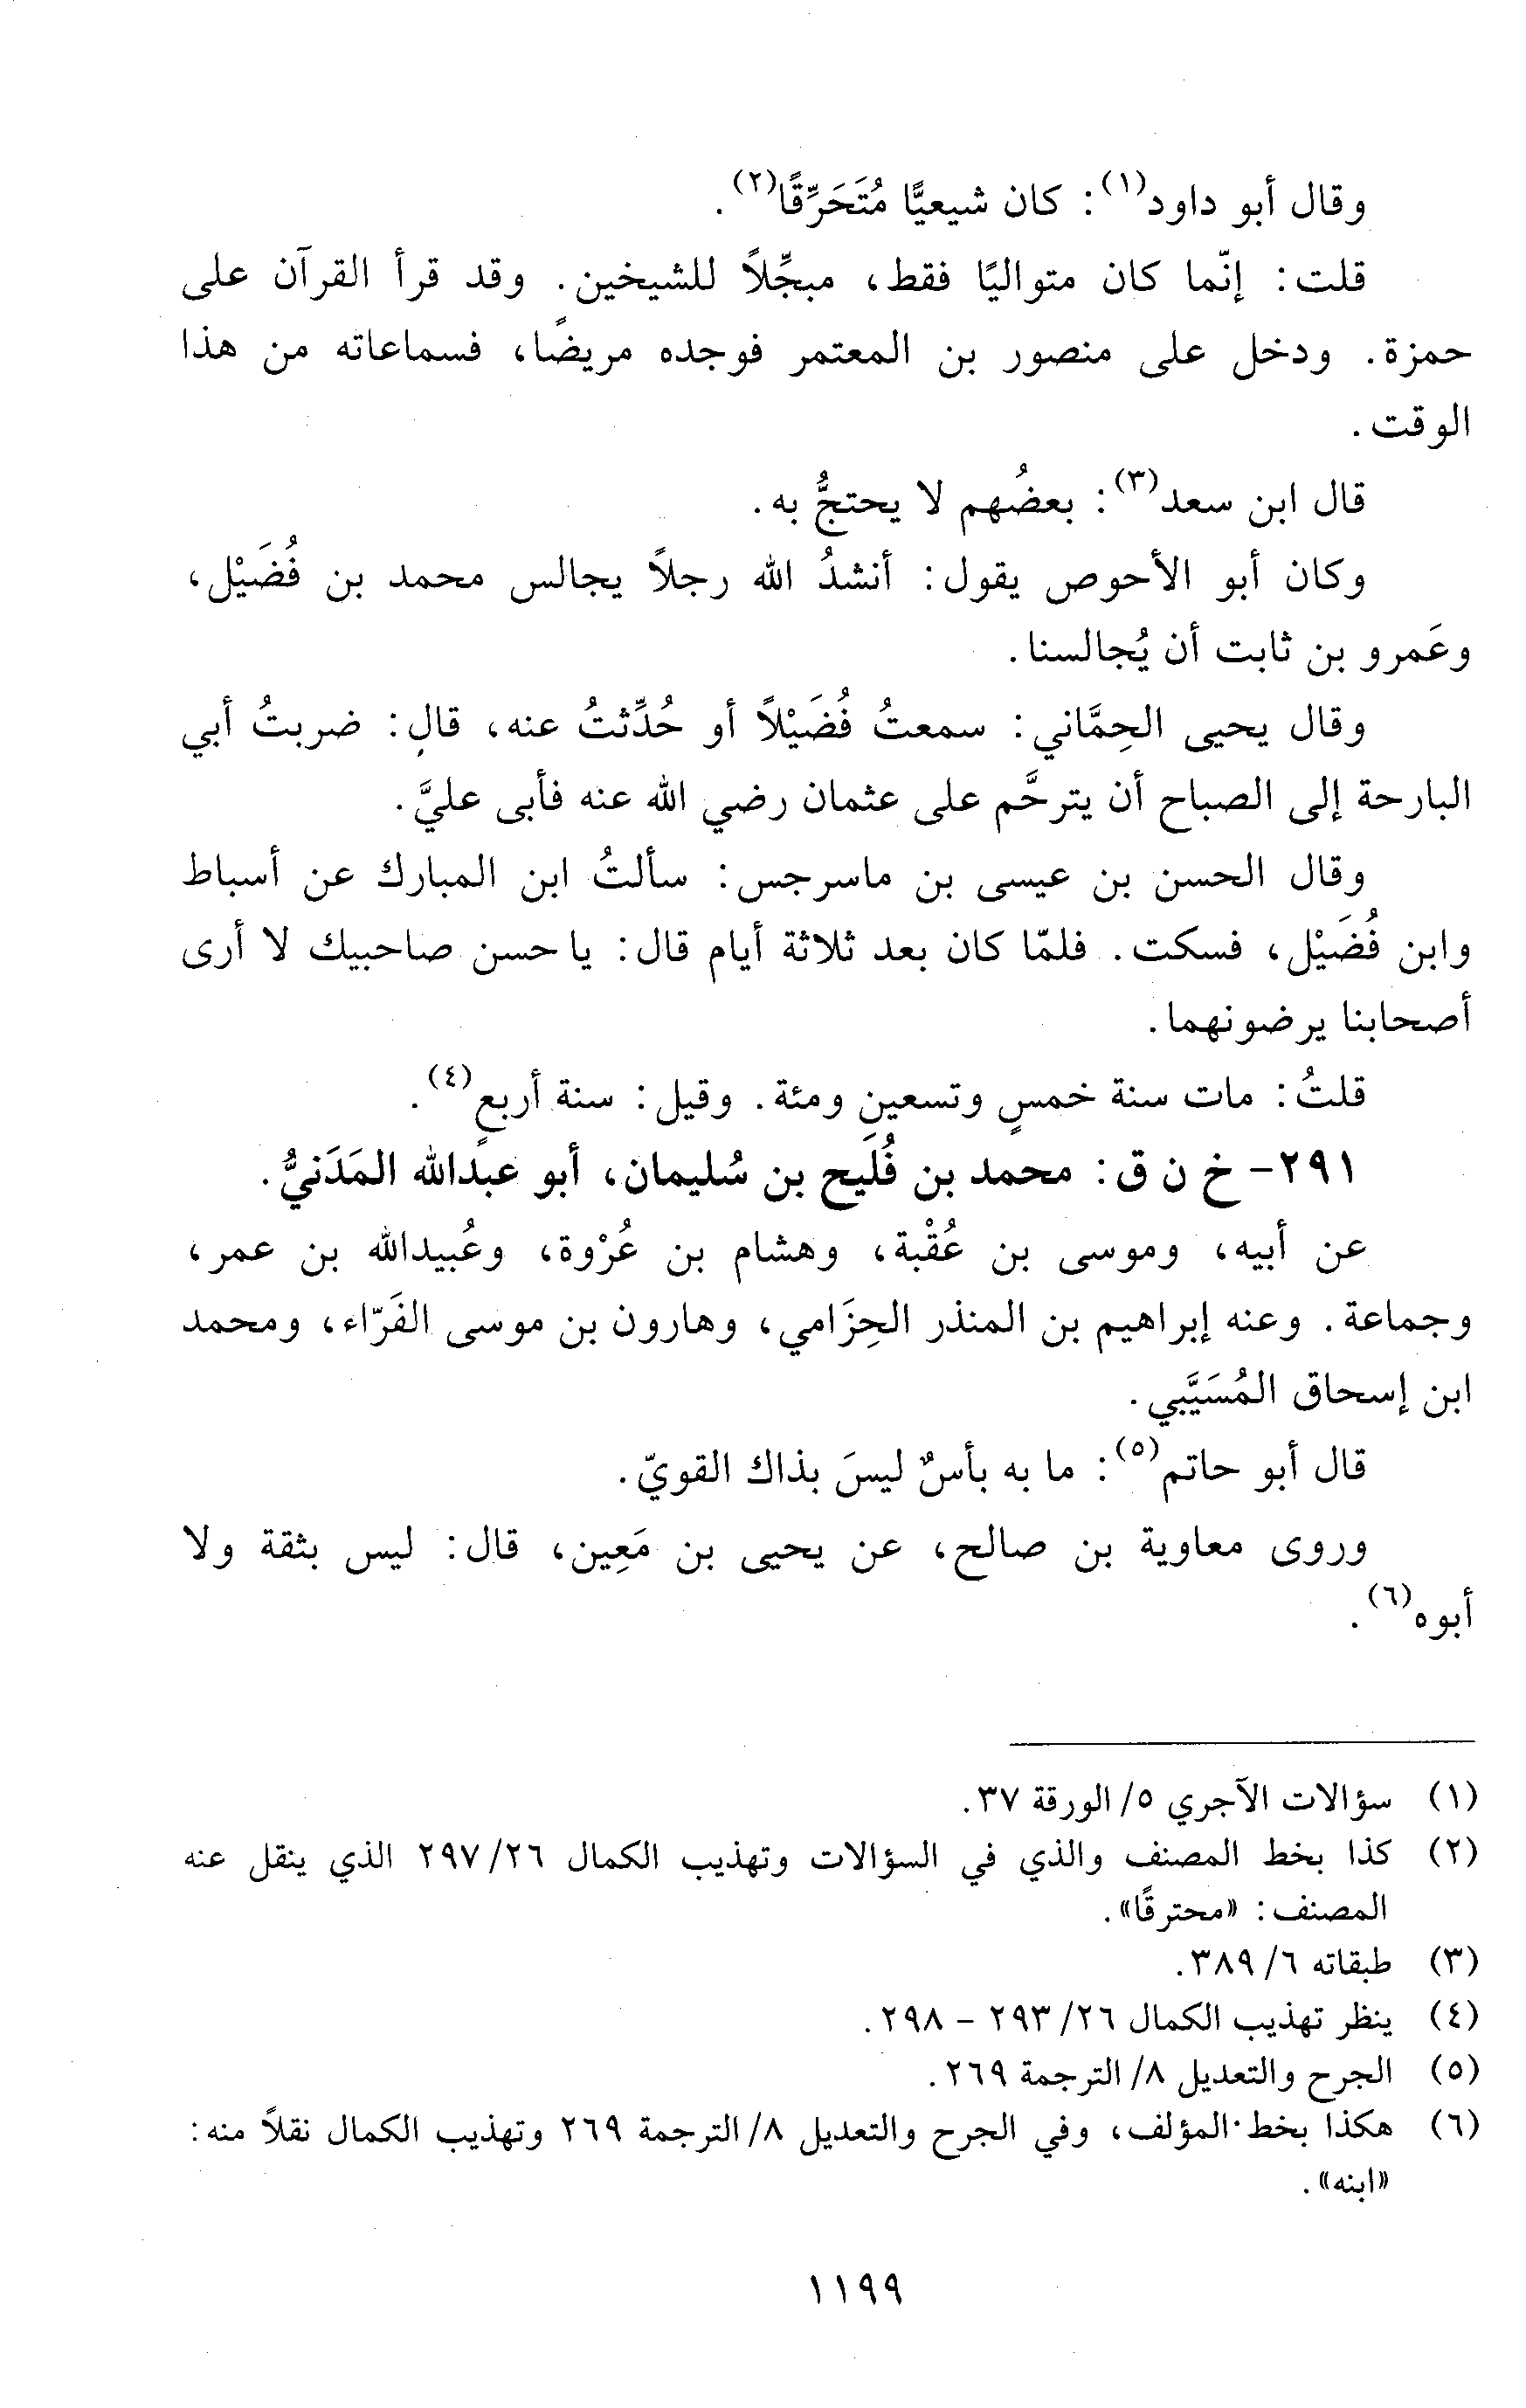 وقال أبو داود(١): كان شيعيًّا مُتَحَرِّقًا(٢).
قلت: إنّما كان متواليًا فقط، مبجِّلاً للشيخين. وقد قرأ القرآن على
حمزة. ودخل على منصور بن المعتمر فوجده مريضًا، فسماعاته من هذا
الوقت.
قال ابن سعد(٣): بعضُهم لا يحتجُّ به.
وكان أبو الأحوص يقول: أنشدُ الله رجلاً يجالس محمد بن فُضَيْل،
وعَمرو بن ثابت أن يُجالسنا.
وقال يحيى الحِمَّاني: سمعتُ فُضَيْلاً أو حُدِّثتُ عنه، قال: ضربتُ أبي
البارحة إلى الصباح أن يترحَّم على عثمان رضي الله عنه فأبى عليَّ.
وقال الحسن بن عيسى بن ماسرجس: سألتُ ابن المبارك عن أسباط
وابن فُضَيْل، فسكت. فلمّا كان بعد ثلاثة أيام قال: يا حسن صاحبيك لا أرى
أصحابنا يرضونهما.
قلتُ: مات سنة خمسٍ وتسعين ومئة. وقيل: سنة أربعٍ(٤).
٢٩١- خ ن ق: محمد بن فُلَيح بن سُليمان، أبو عبدالله المَدَنيُّ.
عن أبيه، وموسى بن عُقْبة، وهشام بن عُرْوة، وعُبيدالله بن عمر،
وجماعة. وعنه إبراهيم بن المنذر الحِزَامي، وهارون بن موسى الفَرّاء، ومحمد
ابن إسحاق المُسَيَّبي.
قال أبو حاتم(٥): ما به بأسٌ ليسَ بذاك القويّ.
وروى معاوية بن صالح، عن يحيى بن مَعِين، قال: ليس بثقة ولا
أبوه(٦).
(١) سؤالات الآجري ٥/ الورقة ٣٧.
(٢) كذا بخط المصنف والذي في السؤالات وتهذيب الكمال ٢٩٧/٢٦ الذي ينقل عنه
المصنف: «محترقًا».
(٣) طبقاته ٦/ ٣٨٩.
(٤) ينظر تهذيب الكمال ٢٦/ ٢٩٣ - ٢٩٨.
(٥) الجرح والتعديل ٨/ الترجمة ٢٦٩.
(٦) هكذا بخط المؤلف، وفي الجرح والتعديل ٨/ الترجمة ٢٦٩ وتهذيب الكمال نقلاً منه:
«ابنه».
١١٩٩